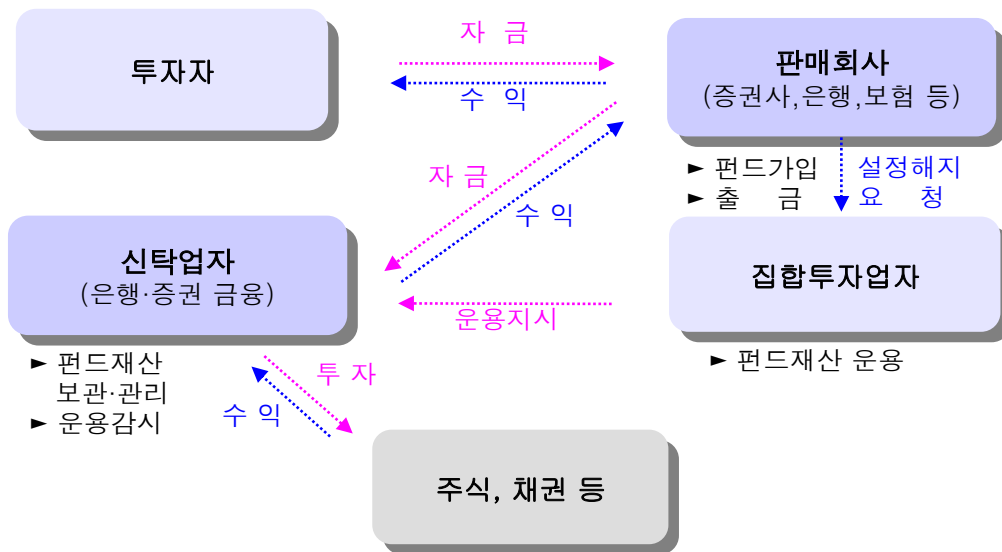 투자자
자 금
수 익
판매회사
(증권사,은행,보험 등)
► 펀드가입
► 출 금
설정해지
요 청
자 금
수 익
신탁업자
(은행·증권 금융)
집합투자업자
운용지시
► 펀드재산
보관·관리
► 운용감시
► 펀드재산 운용
투 자
수 익
주식, 채권 등